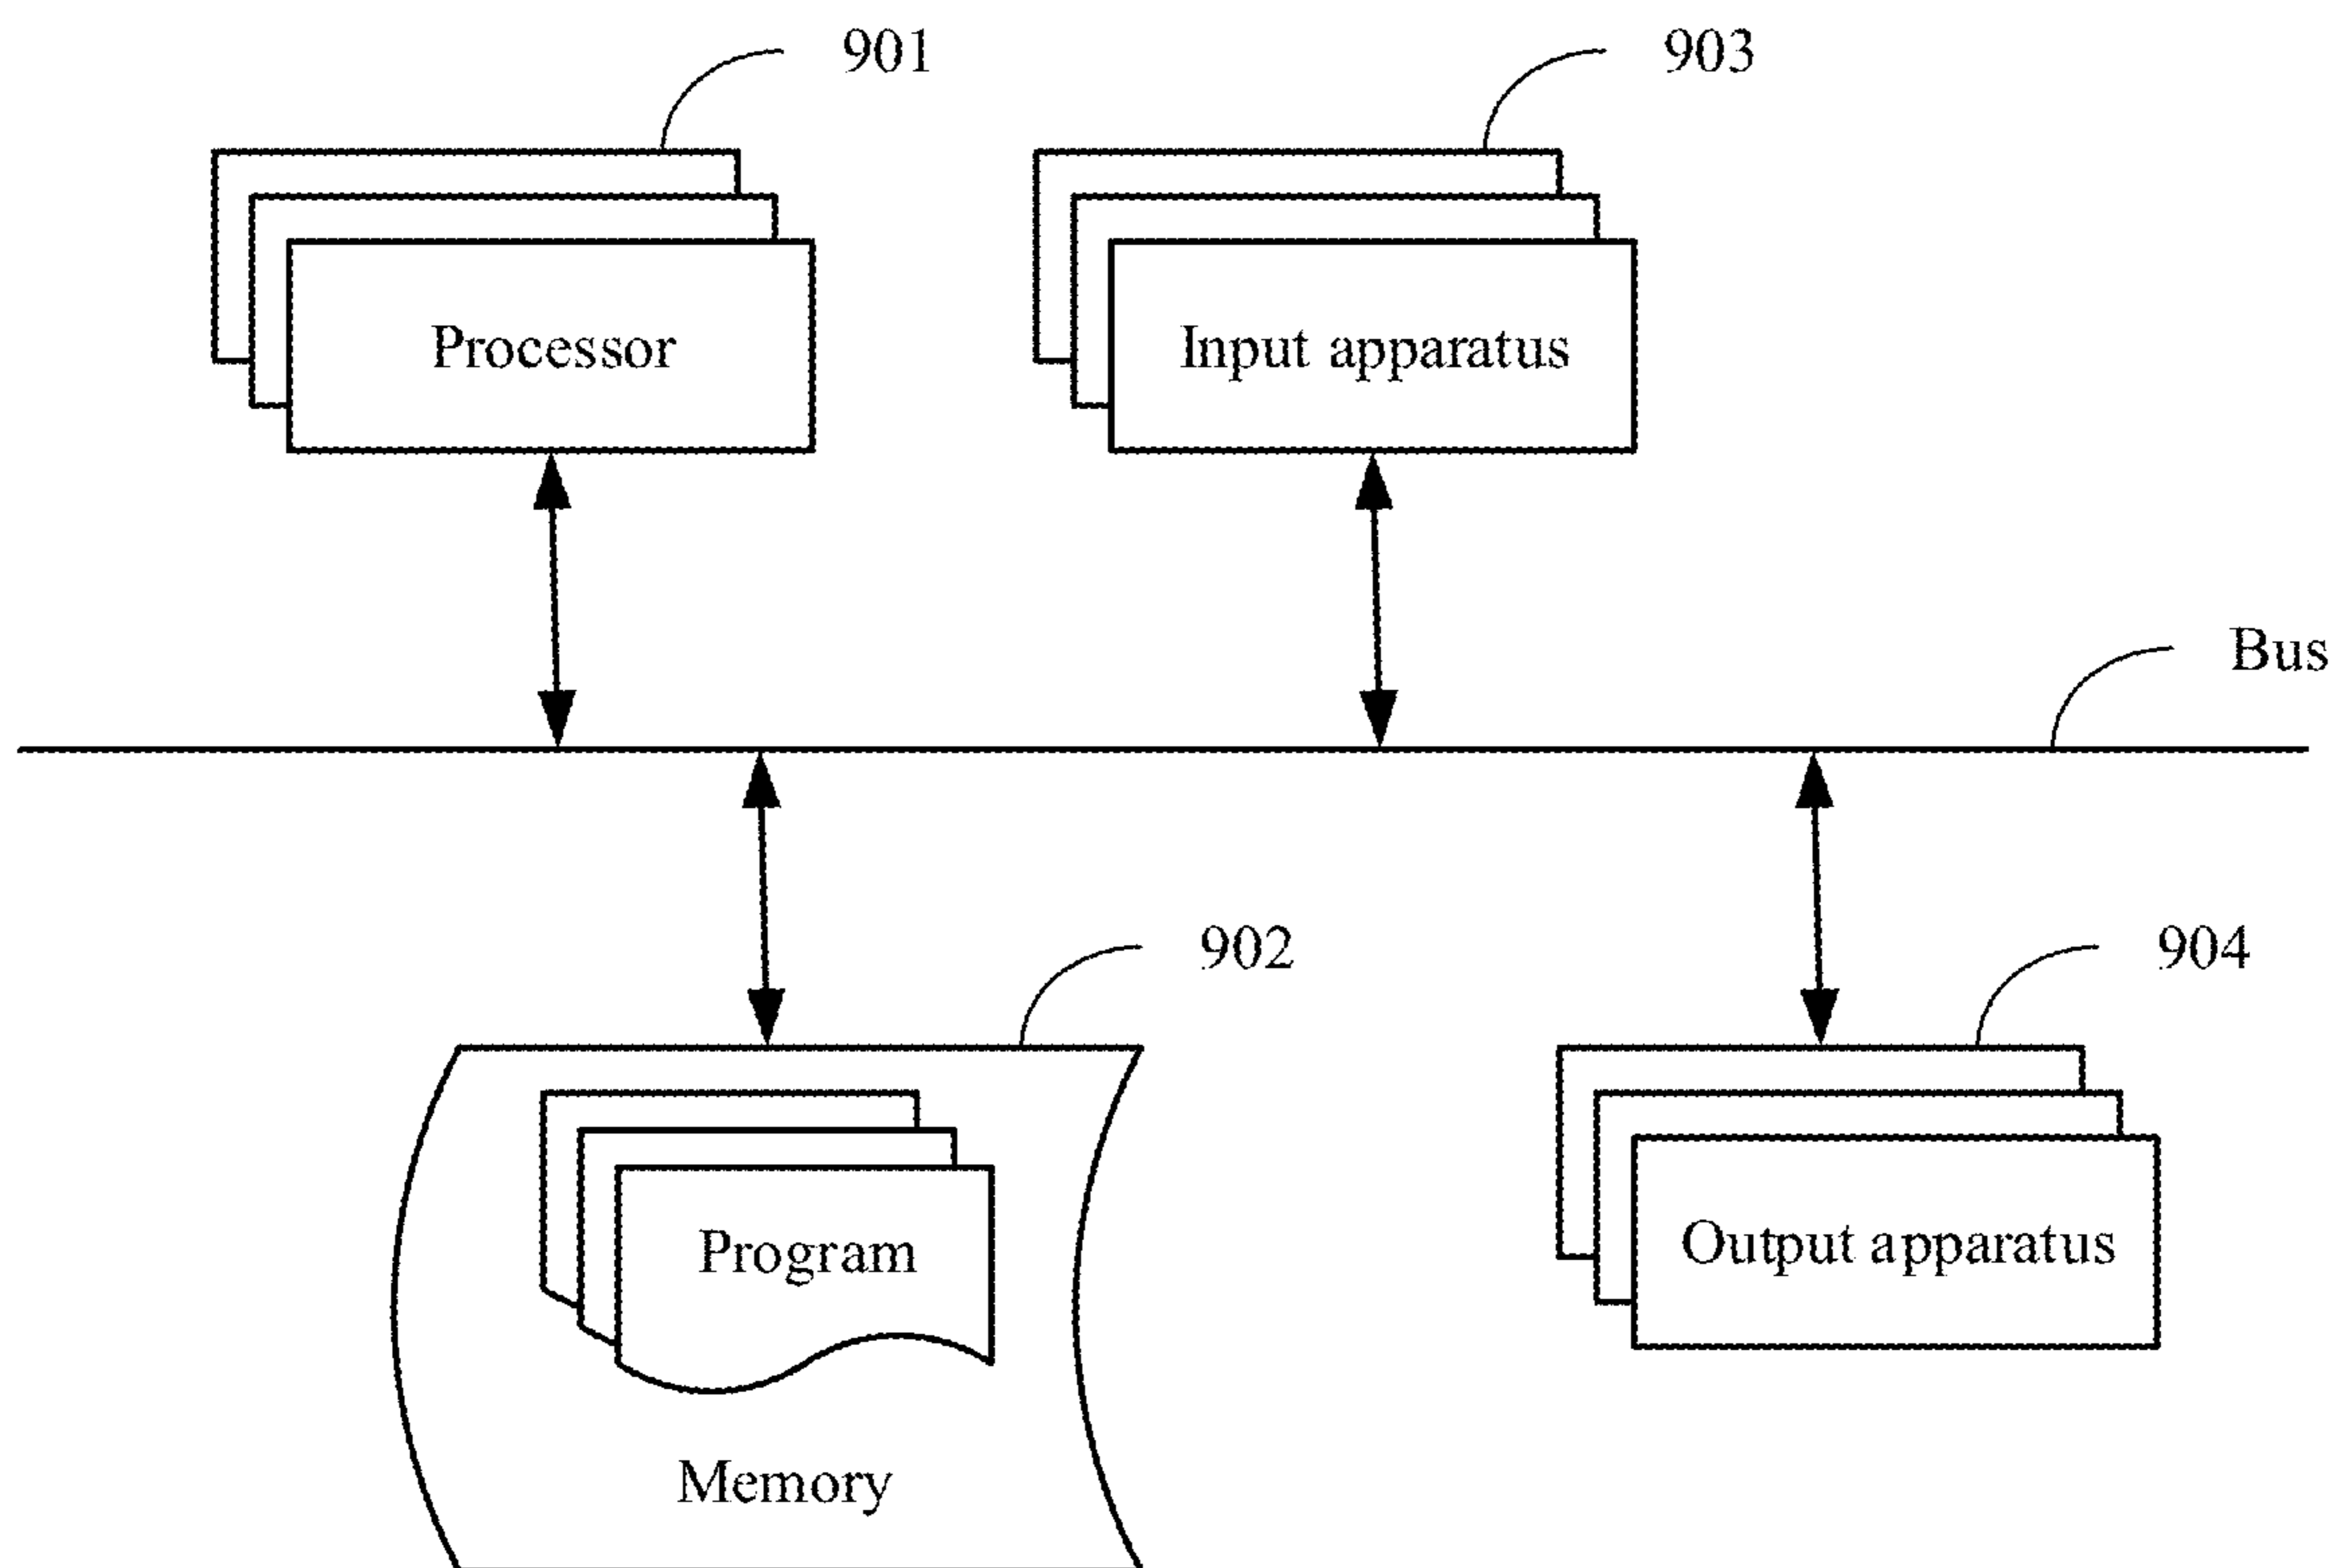 901
903
Processor
Input apparatus
Bus
902
904
Program
Output apparatus
Memory